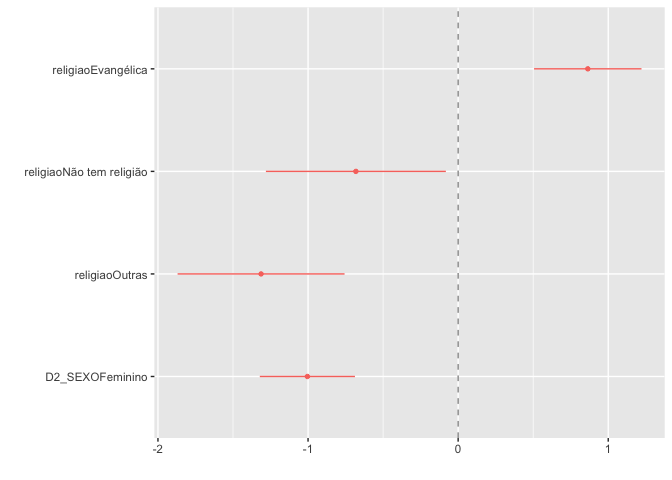 religiaoEvangélica
religiaoNão tem religião
religiaoOutras
D2_SEXOFeminino
-2 -1 0 1